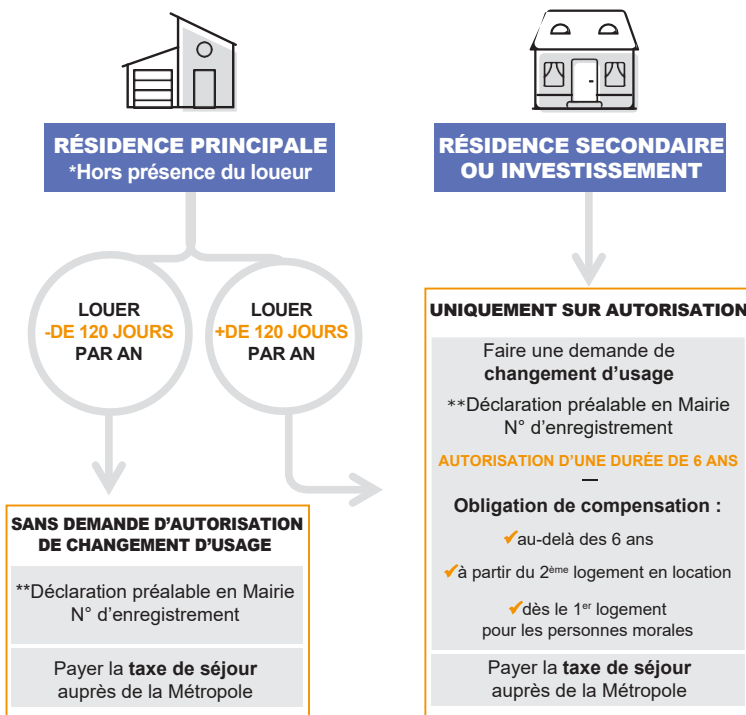 RÉSIDENCE PRINCIPALE
*Hors présence du loueur
RÉSIDENCE SECONDAIRE
OU INVESTISSEMENT
LOUER
-DE 120 JOURS
PAR AN
LOUER
+DE 120 JOURS
PAR AN
SANS DEMANDE D'AUTORISATION
DE CHANGEMENT D'USAGE
**Déclaration préalable en Mairie
N° d'enregistrement
Payer la taxe de séjour
auprès de la Métropole
UNIQUEMENT SUR AUTORISATION
Faire une demande de
changement d'usage
**Déclaration préalable en Mairie
N° d'enregistrement
AUTORISATION D'UNE DURÉE DE 6 ANS
Obligation de compensation :
✔au-delà des 6 ans
✔à partir du 2ème logement en location
✔dès le 1er logement
pour les personnes morales
Payer la taxe de séjour
auprès de la Métropole